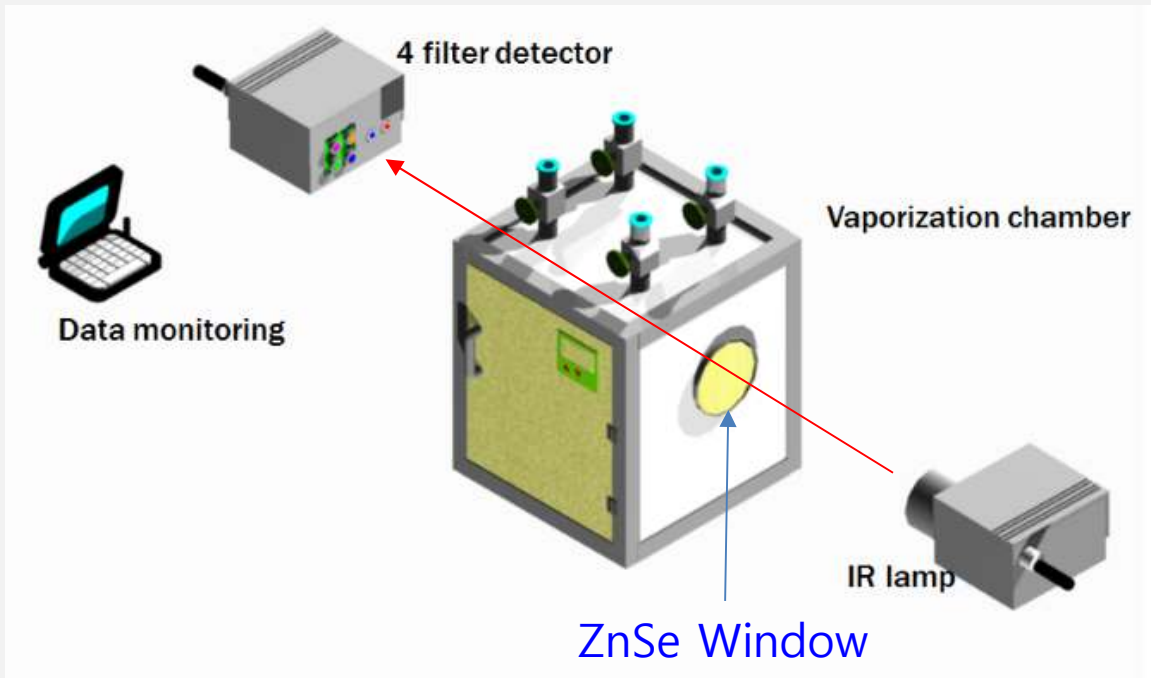 4 filter detector
Vaporization chamber
Data monitoring
IR lamp
ZnSe Window